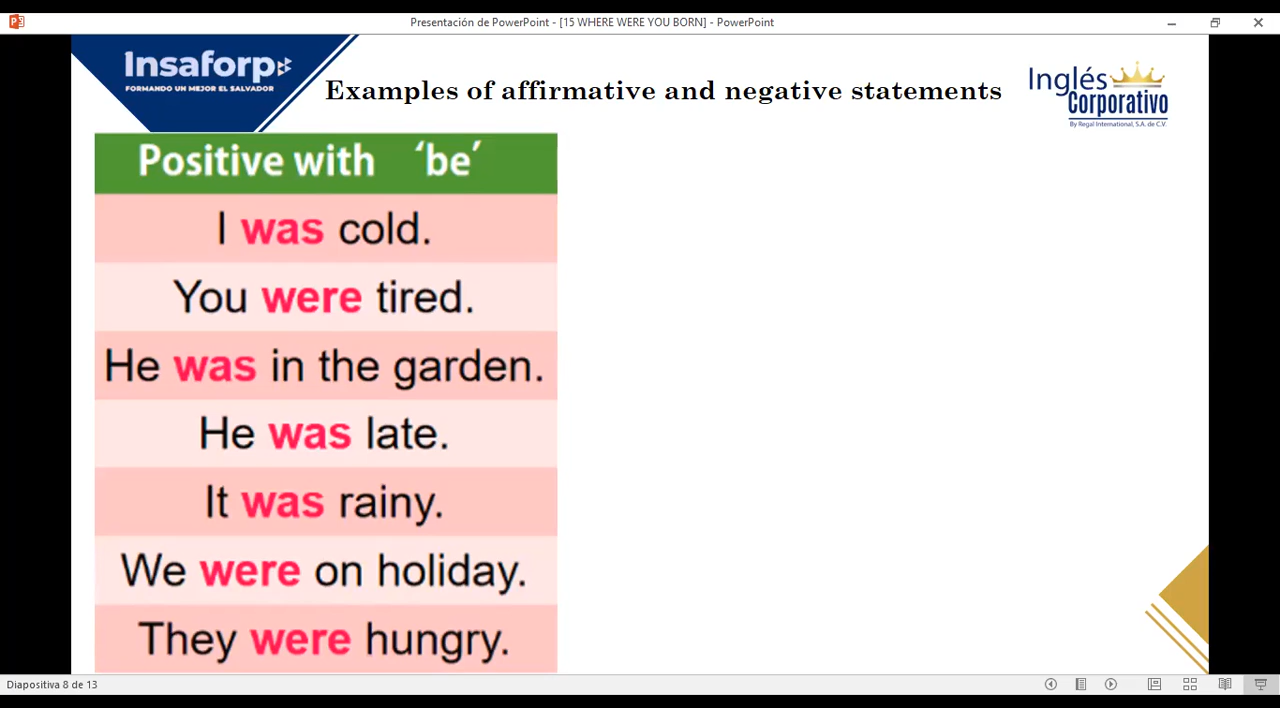 Presentación de PowerPoint - [15 WHERE WERE YOU BORN] - PowerPoint
Insaforp
FORMANDO UN MEJOR EL SALVADOR
Examples of affirmative and negative statements
Inglés
Corporativo
By Regal International, S.A. de C.V.
Positive with ‘be’
I was cold.
You were tired.
He was in the garden.
He was late.
It was rainy.
We were on holiday.
They were hungry.
Diapositiva 8 de 13